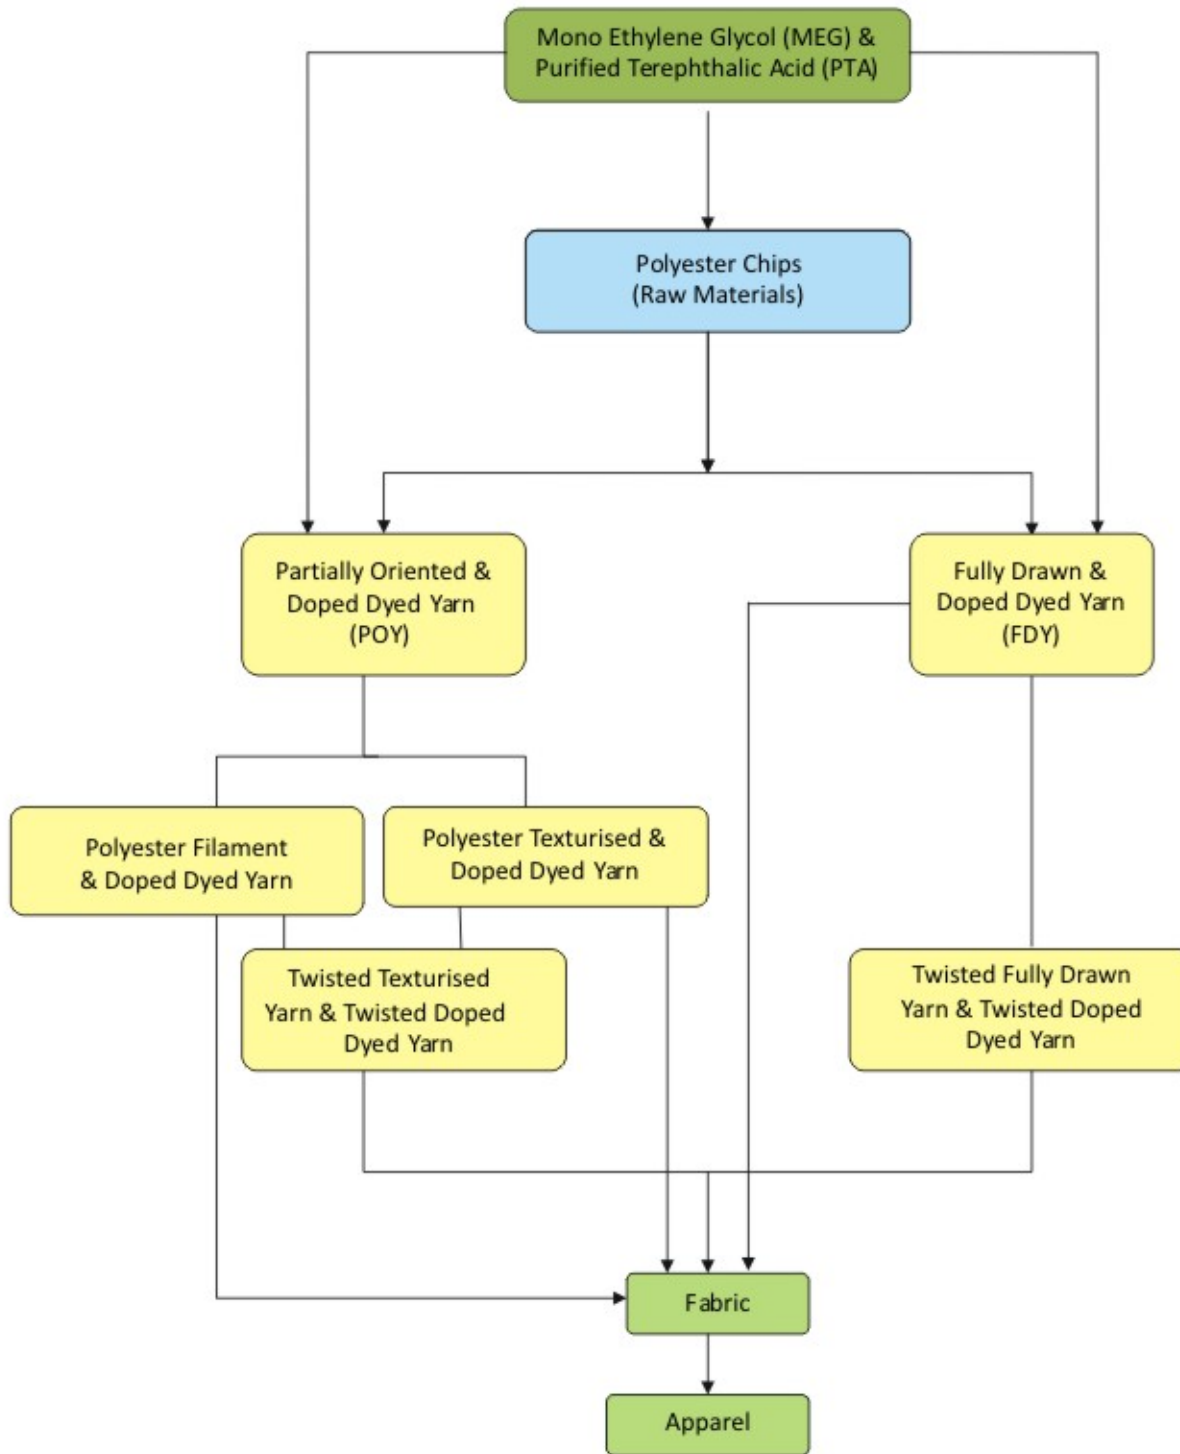 Mono Ethylene Glycol (MEG) &
Purified Terephthalic Acid (PTA)
Polyester Chips
(Raw Materials)
Partially Oriented &
Doped Dyed Yarn
(POY)
Fully Drawn &
Doped Dyed Yarn
(FDY)
Polyester Filament
& Doped Dyed Yarn
Polyester Texturised &
Doped Dyed Yarn
Twisted Texturised
Yarn & Twisted Doped
Dyed Yarn
Twisted Fully Drawn
Yarn & Twisted Doped
Dyed Yarn
Fabric
Apparel